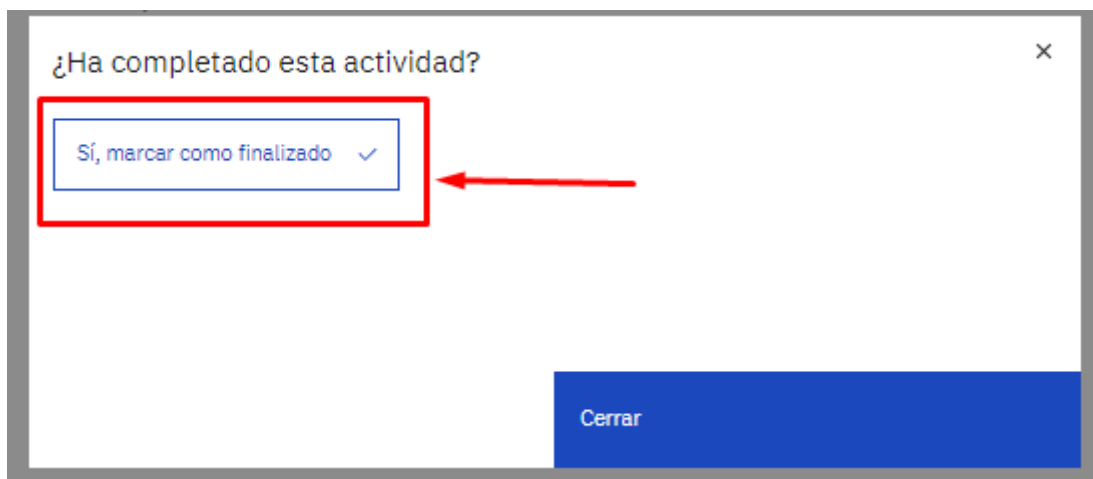 ¿Ha completado esta actividad?
Sí, marcar como finalizado
Cerrar